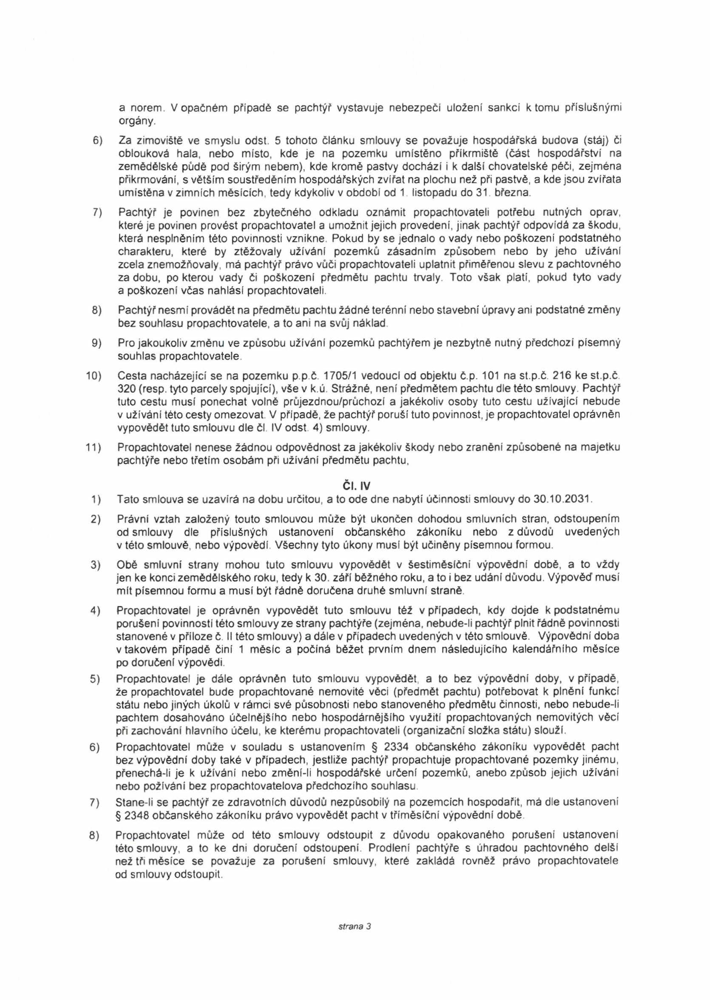 a norem. V opačném případě se pachtýř vystavuje nebezpečí uložení sankcí k tomu příslušnými
orgány.
6) Za zimoviště ve smyslu odst. 5 tohoto článku smlouvy se považuje hospodářská budova (stáj) či
oblouková hala, nebo místo, kde je na pozemku umístěno příkrmiště (část hospodářství na
zemědělské půdě pod širým nebem), kde kromě pastvy dochází i k další chovatelské péči, zejména
přikrmování, s větším soustředěním hospodářských zvířat na plochu než při pastvě, a kde jsou zvířata
umístěna v zimních měsících, tedy kdykoliv v období od 1. listopadu do 31. března.
7) Pachtýř je povinen bez zbytečného odkladu oznámit propachtovateli potřebu nutných oprav,
které je povinen provést propachtovatel a umožnit jejich provedení, jinak pachtýř odpovídá za škodu,
která nesplněním této povinnosti vznikne. Pokud by se jednalo o vady nebo poškození podstatného
charakteru, které by ztěžovaly užívání pozemků zásadním způsobem nebo by jeho užívání
zcela znemožňovaly, má pachtýř právo vůči propachtovateli uplatnit přiměřenou slevu z pachtovného
za dobu, po kterou vady či poškození předmětu pachtu trvaly. Toto však platí, pokud tyto vady
a poškození včas nahlásí propachtovateli.
8) Pachtýř nesmí provádět na předmětu pachtu žádné terénní nebo stavební úpravy ani podstatné změny
bez souhlasu propachtovatele, a to ani na svůj náklad.
9) Pro jakoukoliv změnu ve způsobu užívání pozemků pachtýřem je nezbytně nutný předchozí písemný
souhlas propachtovatele.
10) Cesta nacházející se na pozemku p.p.č. 1705/1 vedoucí od objektu č.p. 101 na st.p.č. 216 ke st.p.č.
320 (resp. tyto parcely spojující), vše v k.ú. Strážné, není předmětem pachtu dle této smlouvy. Pachtýř
tuto cestu musí ponechat volně průjezdnou/průchozí a jakékoliv osoby tuto cestu užívající nebude
v užívání této cesty omezovat. V případě, že pachtýř poruší tuto povinnost, je propachtovatel oprávněn
vypovědět tuto smlouvu dle čl. IV odst. 4) smlouvy.
11) Propachtovatel nenese žádnou odpovědnost za jakékoliv škody nebo zranění způsobené na majetku
pachtýře nebo třetím osobám při užívání předmětu pachtu,
Čl. IV
1) Tato smlouva se uzavírá na dobu určitou, a to ode dne nabytí účinnosti smlouvy do 30.10.2031.
2) Právní vztah založený touto smlouvou může být ukončen dohodou smluvních stran, odstoupením
od smlouvy dle příslušných ustanovení občanského zákoníku nebo z důvodů uvedených
v této smlouvě, nebo výpovědí. Všechny tyto úkony musí být učiněny písemnou formou.
3) Obě smluvní strany mohou tuto smlouvu vypovědět v šestiměsíční výpovědní době, a to vždy
jen ke konci zemědělského roku, tedy k 30. září běžného roku, a to i bez udání důvodu. Výpověď musí
mít písemnou formu a musí být řádně doručena druhé smluvní straně.
4) Propachtovatel je oprávněn vypovědět tuto smlouvu též v případech, kdy dojde k podstatnému
porušení povinností této smlouvy ze strany pachtýře (zejména, nebude-li pachtýř plnit řádně povinnosti
stanovené v příloze č. II této smlouvy) a dále v případech uvedených v této smlouvě. Výpovědní doba
v takovém případě činí 1 měsíc a počíná běžet prvním dnem následujícího kalendářního měsíce
po doručení výpovědi.
5) Propachtovatel je dále oprávněn tuto smlouvu vypovědět, a to bez výpovědní doby, v případě,
že propachtovatel bude propachtované nemovité věci (předmět pachtu) potřebovat k plnění funkcí
státu nebo jiných úkolů v rámci své působnosti nebo stanoveného předmětu činnosti, nebo nebude-li
pachtem dosahováno účelnějšího nebo hospodárnějšího využití propachtovaných nemovitých věcí
při zachování hlavního účelu, ke kterému propachtovateli (organizační složka státu) slouží.
6) Propachtovatel může v souladu s ustanovením § 2334 občanského zákoníku vypovědět pacht
bez výpovědní doby také v případech, jestliže pachtýř propachtuje propachtované pozemky jinému,
přenechá-li je k užívání nebo změní-li hospodářské určení pozemků, anebo způsob jejich užívání
nebo požívání bez propachtovatelova předchozího souhlasu.
7) Stane-li se pachtýř ze zdravotních důvodů nezpůsobilý na pozemcích hospodařit, má dle ustanovení
§ 2348 občanského zákoníku právo vypovědět pacht v tříměsíční výpovědní době.
8) Propachtovatel může od této smlouvy odstoupit z důvodu opakovaného porušení ustanovení
této smlouvy, a to ke dni doručení odstoupení. Prodlení pachtýře s úhradou pachtovného delší
než tři měsíce se považuje za porušení smlouvy, které zakládá rovněž právo propachtovatele
od smlouvy odstoupit.
strana 3